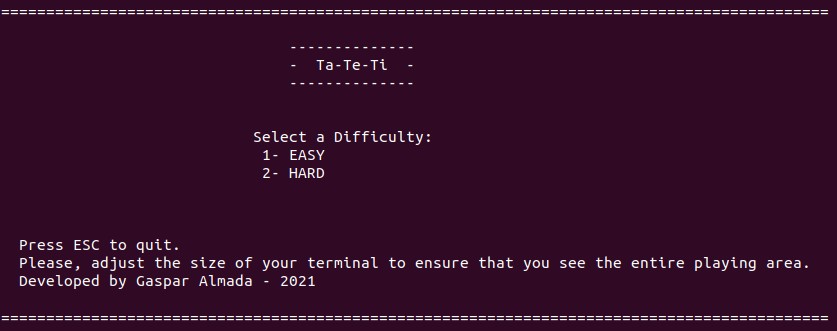 ============================================================================================
--------------
-  Ta-Te-Ti  -
--------------
Select a Difficulty:
1- EASY
2- HARD
Press ESC to quit.
Please, adjust the size of your terminal to ensure that you see the entire playing area.
Developed by Gaspar Almada - 2021
============================================================================================